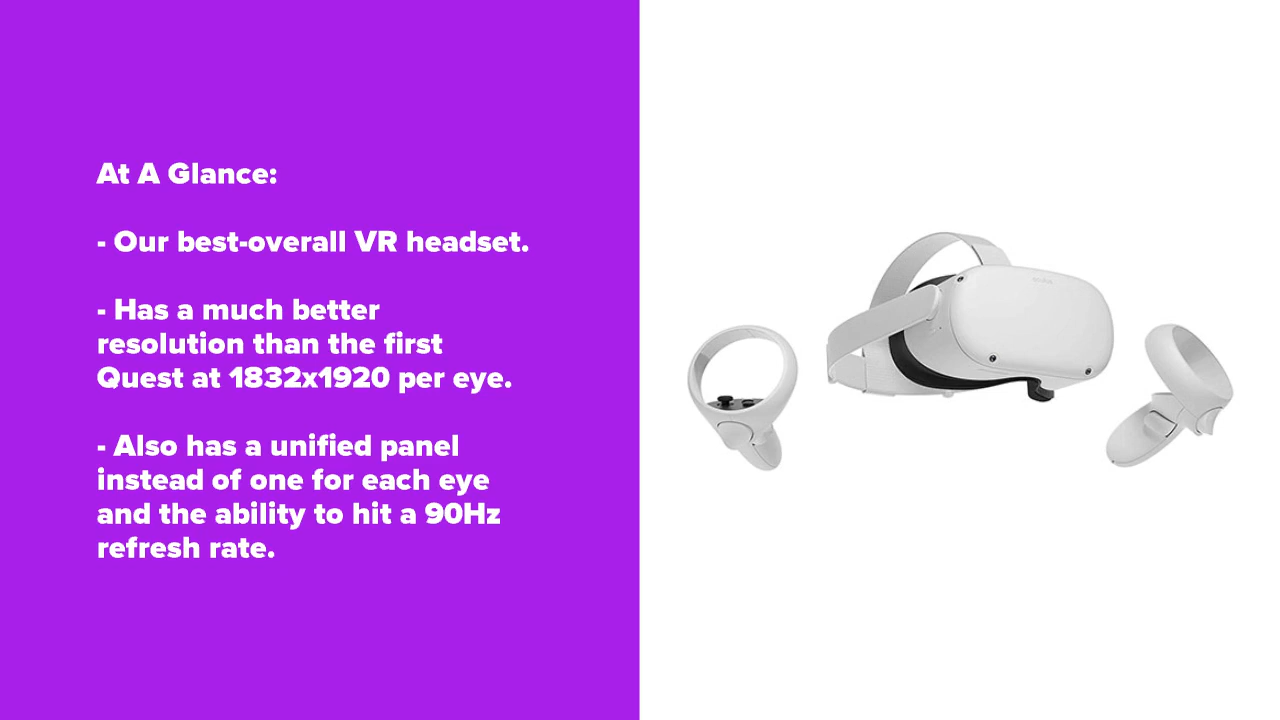 At A Glance:
- Our best-overall VR headset.
- Has a much better
resolution than the first
Quest at 1832x1920 per eye.
- Also has a unified panel
instead of one for each eye
and the ability to hit a 90Hz
refresh rate.
oculus